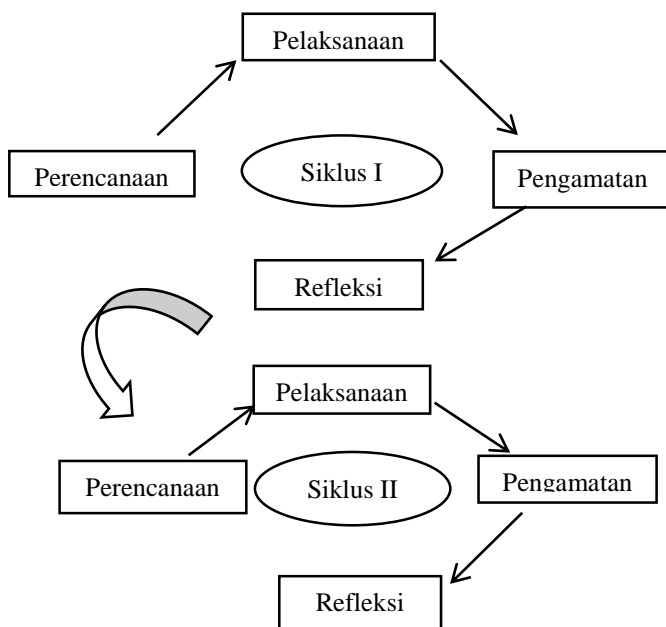 Pelaksanaan
Perencanaan
Siklus I
Pengamatan
Refleksi
Pelaksanaan
Perencanaan
Siklus II
Pengamatan
Refleksi